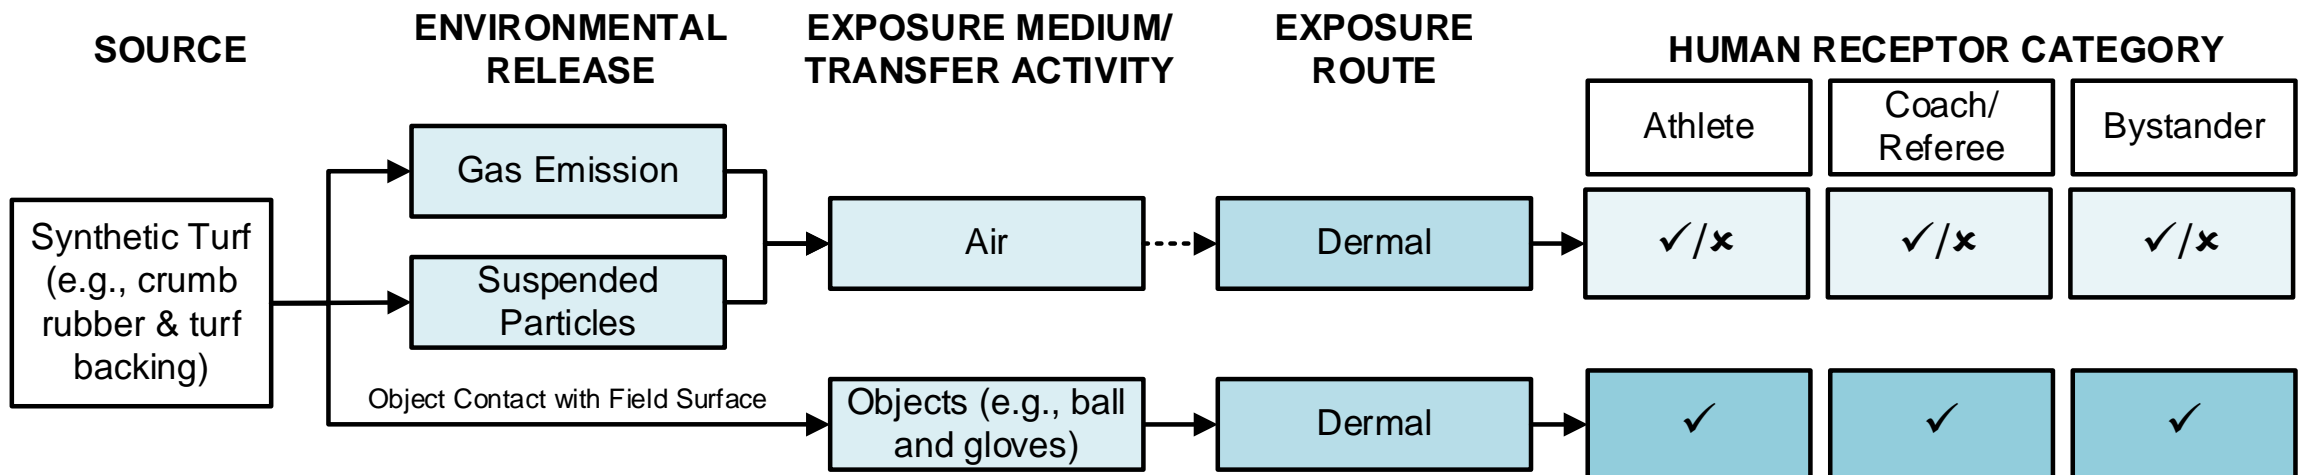 SOURCE
ENVIRONMENTAL
RELEASE
EXPOSURE MEDIUM/
TRANSFER ACTIVITY
EXPOSURE
ROUTE
HUMAN RECEPTOR CATEGORY
Athlete
Coach/
Referee
Bystander
Synthetic Turf
(e.g., crumb
rubber & turf
backing)
Gas Emission
Suspended
Particles
Air
Dermal
✓/✗
✓/✗
✓/✗
Object Contact with Field Surface
Objects (e.g., ball
and gloves)
Dermal
✓
✓
✓